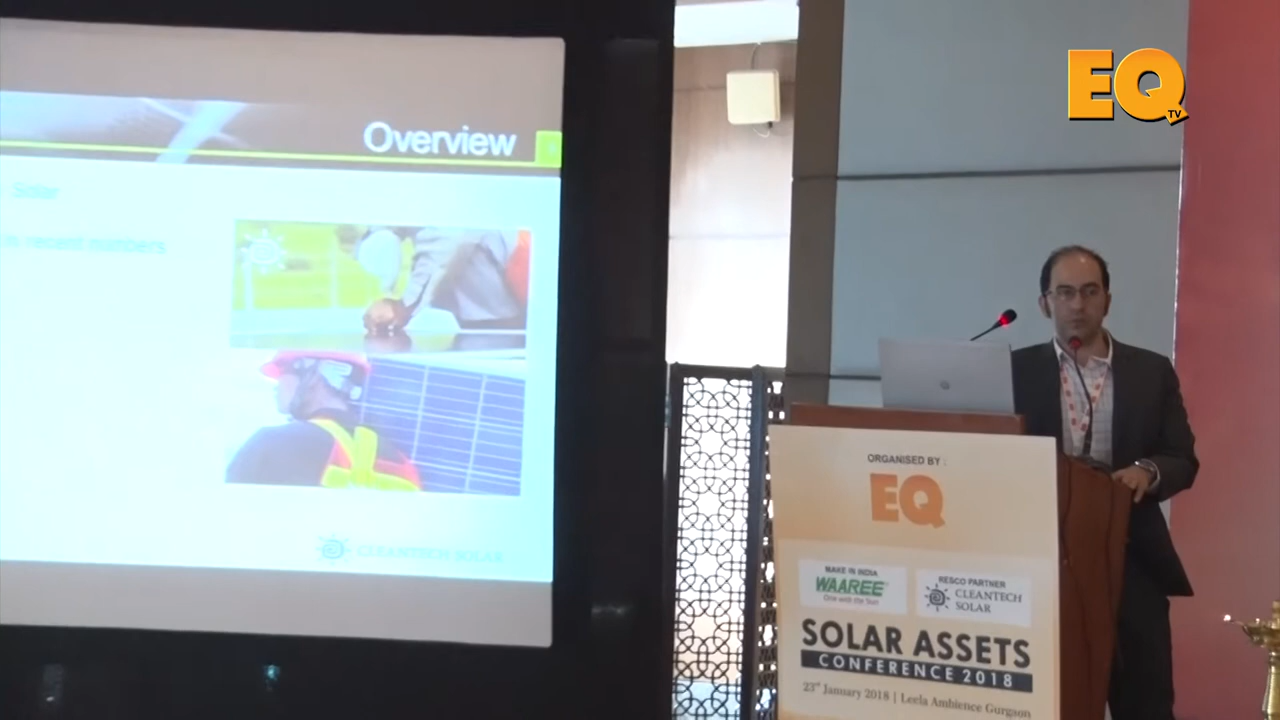 Overview
Solar
recent numbers
CLEANTECH SOLAR
EQ
TV
ORGANISED BY :
EQ
MAKE IN INDIA
WAAREE
One with the Sun
RESCO PARTNER
CLEANTECH
SOLAR
SOLAR ASSETS
CONFERENCE 2018
23rd January 2018 | Leela Ambience Gurgaon